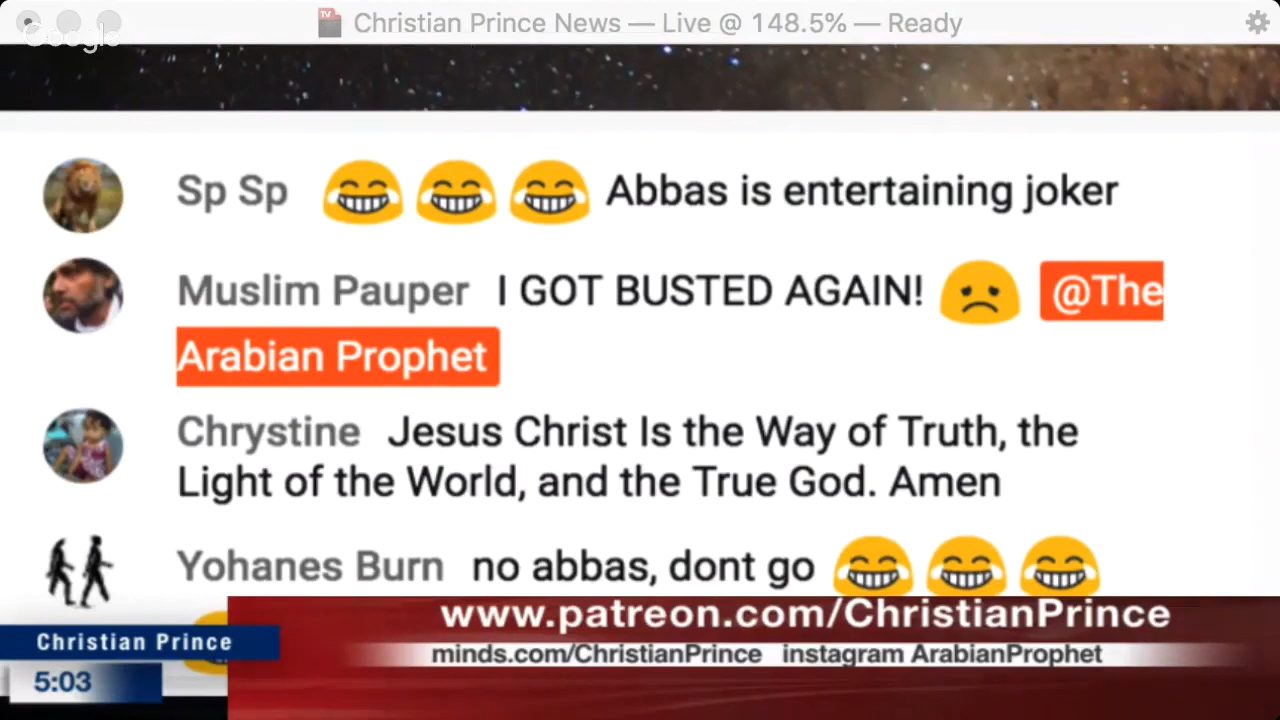 Christian Prince News — Live @ 148.5% — Ready
Google
Sp Sp 😂 😂 😂 Abbas is entertaining joker
Muslim Pauper I GOT BUSTED AGAIN! 😞 @The
Arabian Prophet
Chrystine Jesus Christ Is the Way of Truth, the
Light of the World, and the True God. Amen
Yohanes Burn no abbas, dont go 😂 😂 😂
www.patreon.com/ChristianPrince
Christian Prince
minds.com/ChristianPrince instagram ArabianProphet
5:03